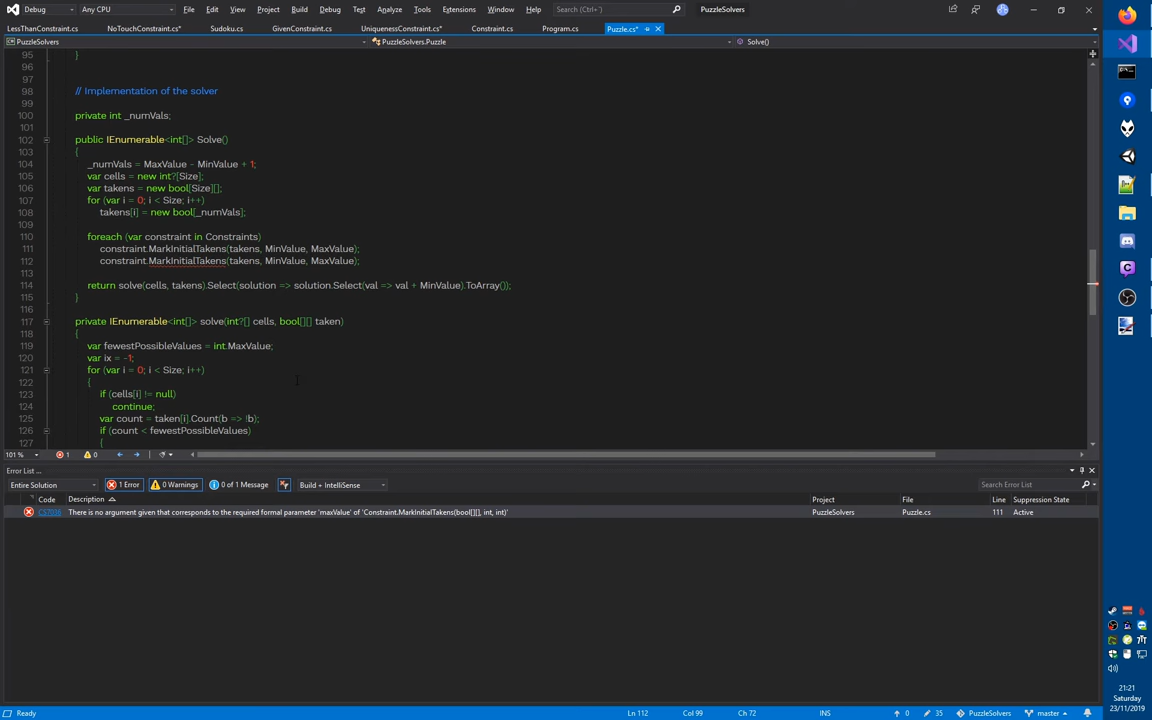 File Edit View Project Build Debug Test Analyze Tools Extensions Window Help Search (Ctrl+Q) PuzzleSolvers
Debug Any CPU
LessThanConstraint.cs NoTouchConstraint.cs* Sudoku.cs GivenConstraint.cs UniquenessConstraint.cs* Constraint.cs Program.cs Puzzle.cs*
PuzzleSolvers PuzzleSolvers.Puzzle Solve()
95 }
96
97
98 // Implementation of the solver
99
100 private int _numVals;
101
102 public IEnumerable<int[]> Solve()
103 {
104 _numVals = MaxValue - MinValue + 1;
105 var cells = new int?[Size];
106 var takens = new bool[Size][];
107 for (var i = 0; i < Size; i++)
108 takens[i] = new bool[_numVals];
109
110 foreach (var constraint in Constraints)
111 constraint.MarkInitialTakens(takens, MinValue, MaxValue);
112 constraint.MarkInitialTakens(takens, MinValue, MaxValue);
113
114 return solve(cells, takens).Select(solution => solution.Select(val => val + MinValue).ToArray());
115 }
116
117 private IEnumerable<int[]> solve(int?[] cells, bool[][] taken)
118 {
119 var fewestPossibleValues = int.MaxValue;
120 var ix = -1;
121 for (var i = 0; i < Size; i++)
122 {
123 if (cells[i] != null)
124 continue;
125 var count = taken[i].Count(b => !b);
126 if (count < fewestPossibleValues)
127 {
101 % 1 0
Error List ...
Entire Solution 1 Error 0 Warnings 0 of 1 Message Build + IntelliSense Search Error List
Code Description Project File Line Suppression State
CS7036 There is no argument given that corresponds to the required formal parameter 'maxValue' of 'Constraint.MarkInitialTakens(bool[][], int, int)' PuzzleSolvers Puzzle.cs 111 Active
Ready Ln 112 Col 99 Ch 72 INS 0 35 PuzzleSolvers master
21:21
Saturday
23/11/2019